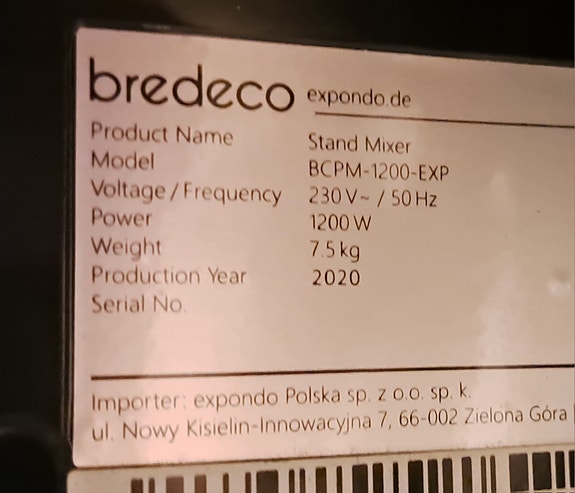 bredeco expondo.de
Product Name Stand Mixer
Model BCPM-1200-EXP
Voltage / Frequency 230 V~ / 50 Hz
Power 1200 W
Weight 7.5 kg
Production Year 2020
Serial No.
Importer: expondo Polska sp. z o.o. sp. k.
ul. Nowy Kisielin-Innowacyjna 7, 66-002 Zielona Góra